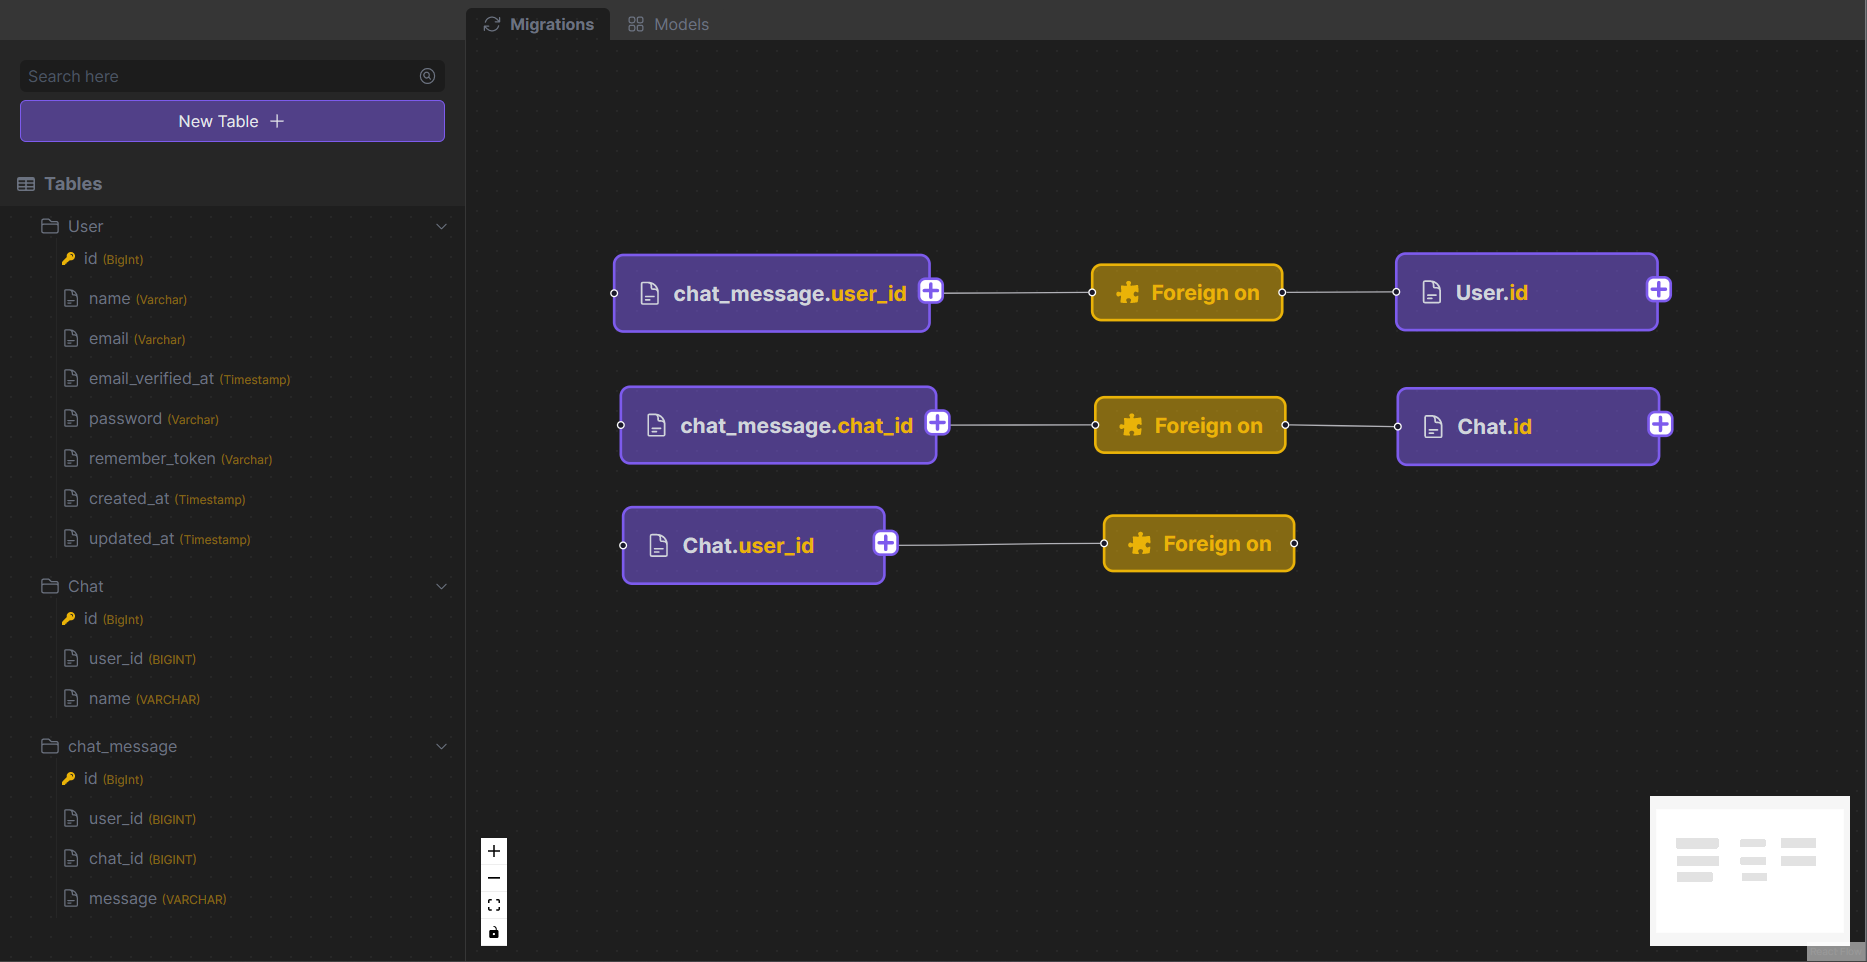 Migrations
Models
Search here
New Table
Tables
User
id (BigInt)
name (Varchar)
email (Varchar)
email_verified_at (Timestamp)
password (Varchar)
remember_token (Varchar)
created_at (Timestamp)
updated_at (Timestamp)
Chat
id (BigInt)
user_id (BIGINT)
name (VARCHAR)
chat_message
id (BigInt)
user_id (BIGINT)
chat_id (BIGINT)
message (VARCHAR)
chat_message.user_id
Foreign on
User.id
chat_message.chat_id
Foreign on
Chat.id
Chat.user_id
Foreign on